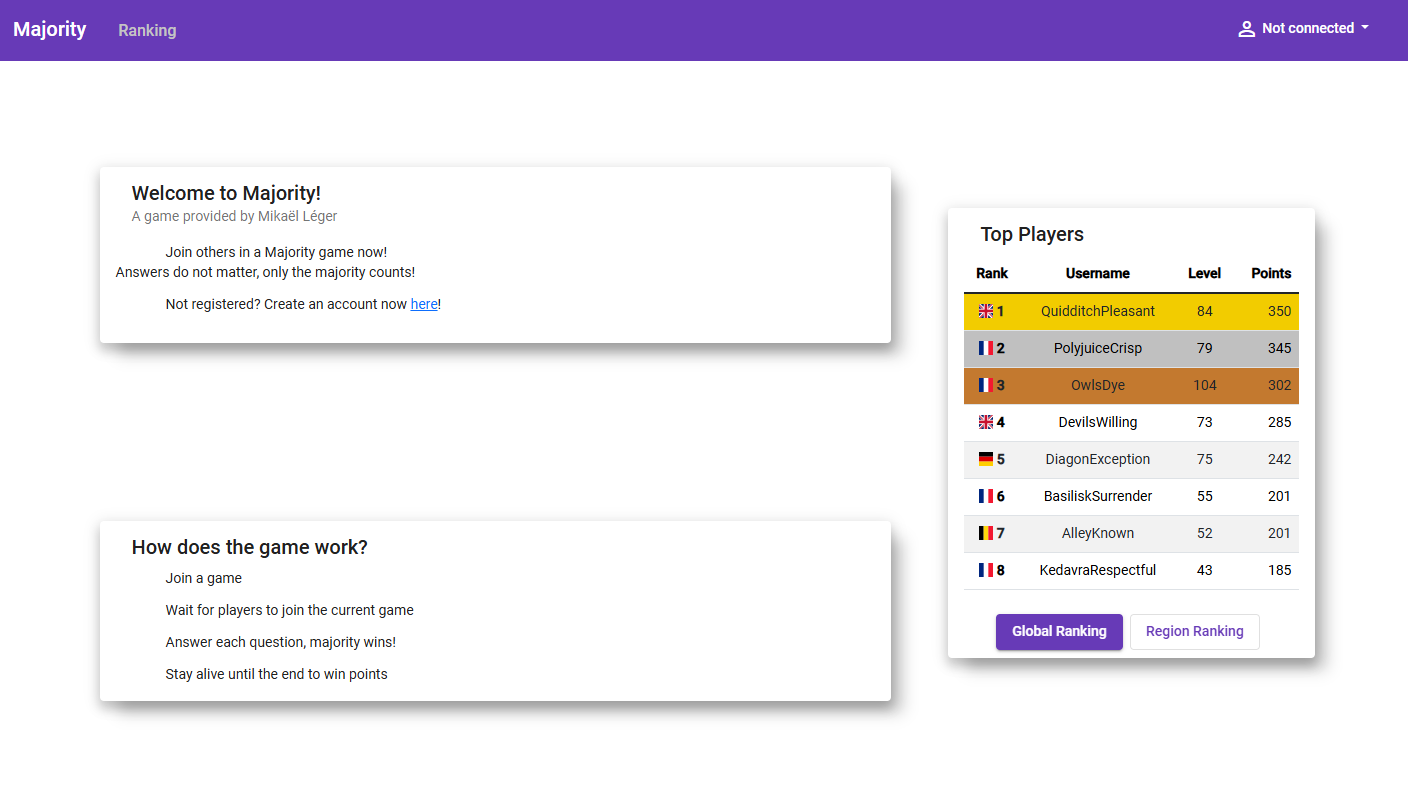 Majority Ranking Not connected
Welcome to Majority!
A game provided by Mikaël Léger
Join others in a Majority game now!
Answers do not matter, only the majority counts!
Not registered? Create an account now here!
How does the game work?
Join a game
Wait for players to join the current game
Answer each question, majority wins!
Stay alive until the end to win points
Top Players
Rank Username Level Points
1 QuidditchPleasant 84 350
2 PolyjuiceCrisp 79 345
3 OwlsDye 104 302
4 DevilsWilling 73 285
5 DiagonException 75 242
6 BasiliskSurrender 55 201
7 AlleyKnown 52 201
8 KedavraRespectful 43 185
Global Ranking Region Ranking